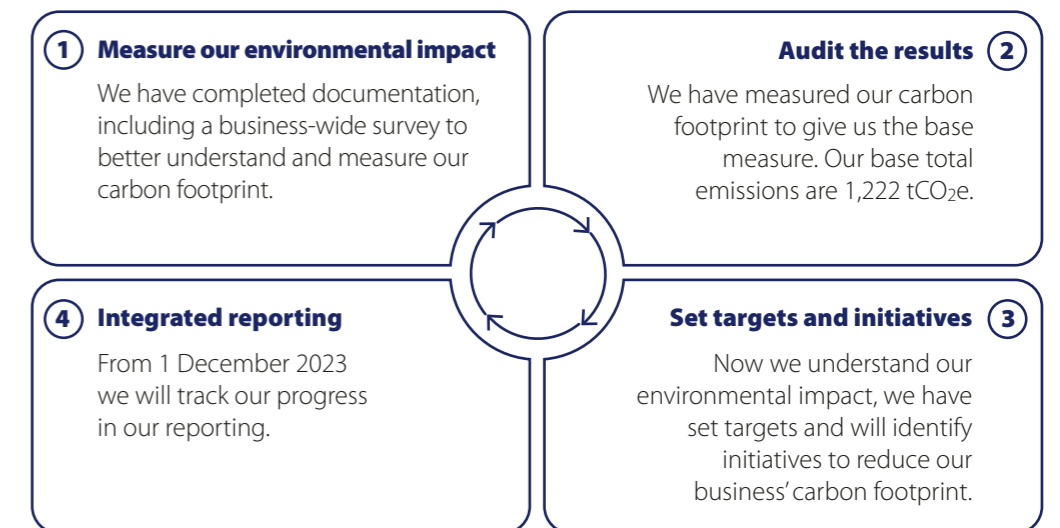 1 Measure our environmental impact
We have completed documentation,
including a business-wide survey to
better understand and measure our
carbon footprint.
Audit the results 2
We have measured our carbon
footprint to give us the base
measure. Our base total
emissions are 1,222 tCO2e.
Set targets and initiatives 3
Now we understand our
environmental impact, we have
set targets and will identify
initiatives to reduce our
business’ carbon footprint.
4 Integrated reporting
From 1 December 2023
we will track our progress
in our reporting.